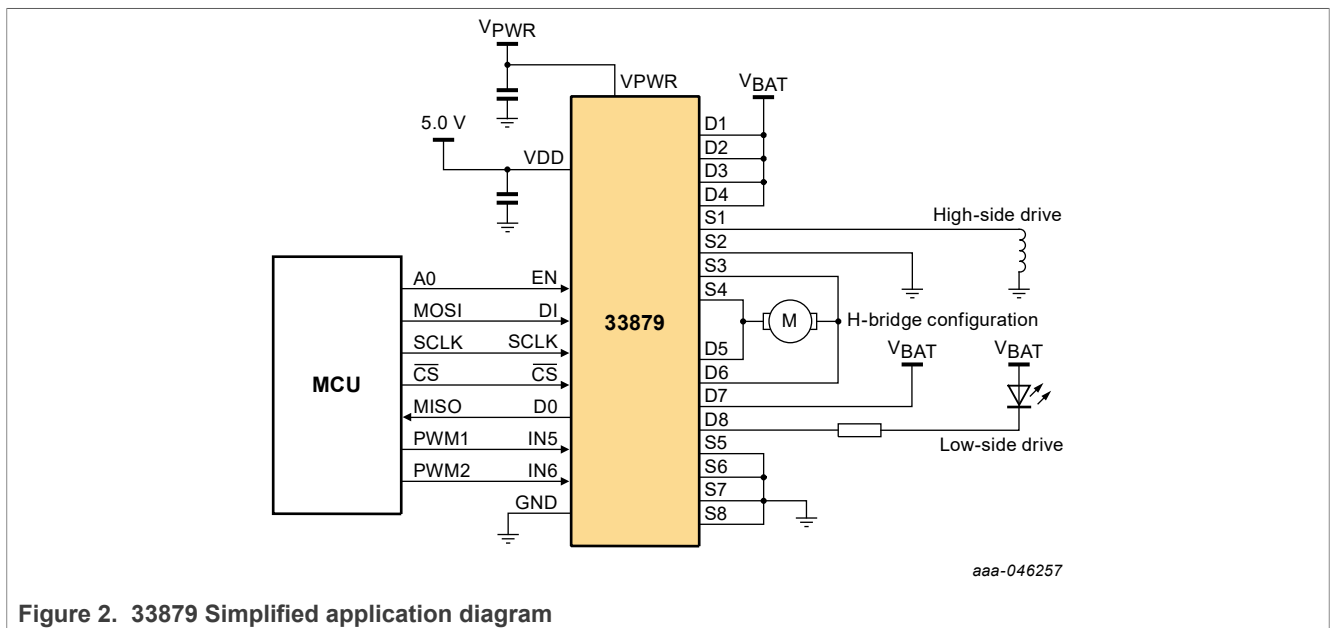 VPWR
VPWR
VBAT
5.0 V
VDD
D1
D2
D3
D4
S1
High-side drive
S2
S3
S4
A0 EN
MOSI DI
SCLK SCLK
CS CS
MISO D0
PWM1 IN5
PWM2 IN6
GND
MCU
33879
M
H-bridge configuration
D5
D6
D7
D8
VBAT
VBAT
Low-side drive
S5
S6
S7
S8
aaa-046257
Figure 2. 33879 Simplified application diagram